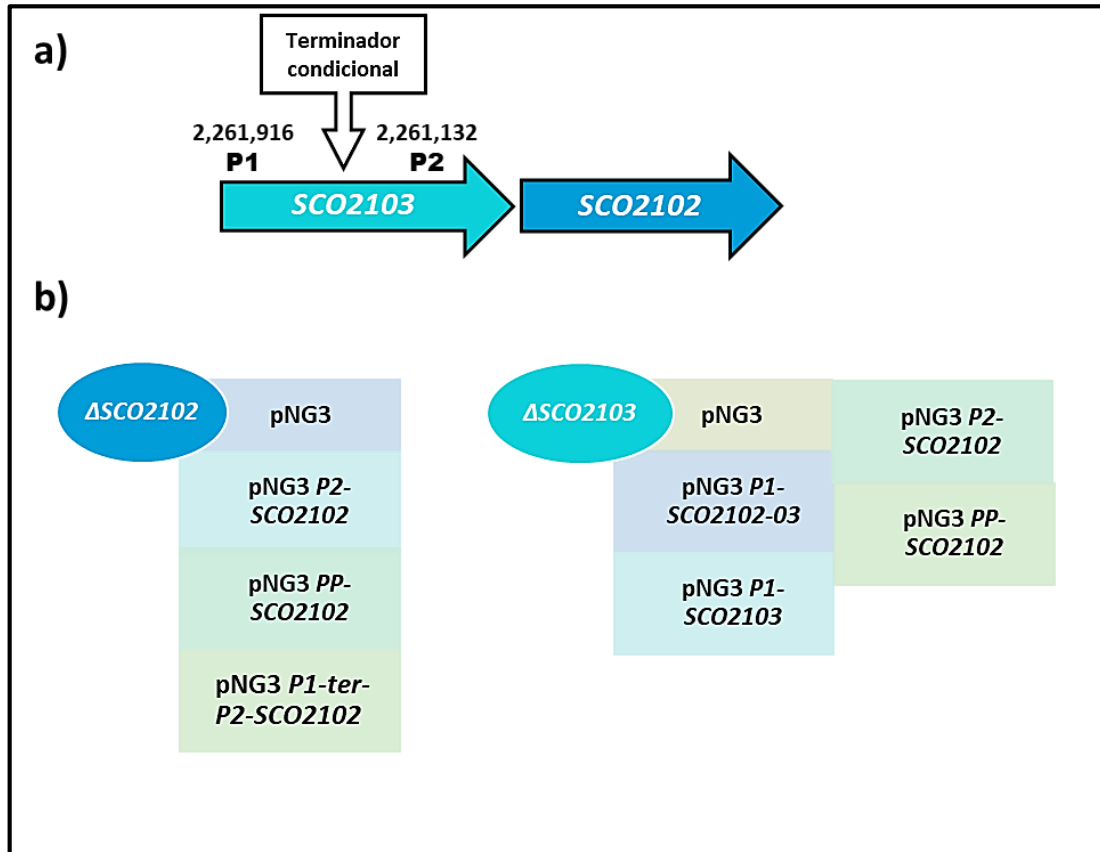 a)
Terminador
condicional
2,261,916
P1
2,261,132
P2
SCO2103
SCO2102
b)
ΔSCO2102
pNG3
pNG3 P2-
SCO2102
pNG3 PP-
SCO2102
pNG3 P1-ter-
P2-SCO2102
ΔSCO2103
pNG3
pNG3 P1-
SCO2102-03
pNG3 P1-
SCO2103
pNG3 P2-
SCO2102
pNG3 PP-
SCO2102